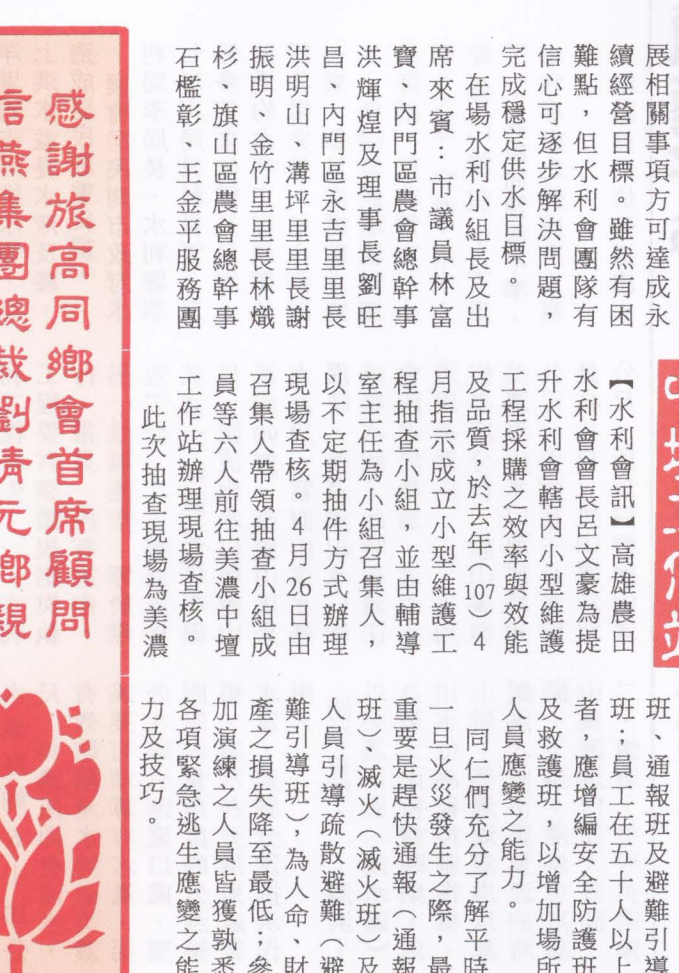 展相關事項方可達成永
續經營目標。雖然有困
難點，但水利會團隊有
信心可逐步解決問題，
完成穩定供水目標。
在場水利小組長及出
席來賓：市議員林富
寶、內門區農會總幹事
洪輝煌及理事長劉旺
昌、內門區永吉里里長
洪明山、溝坪里里長謝
振明、金竹里里長林熾
杉、旗山區農會總幹事
石檻彰、王金平服務團
【水利會訊】高雄農田
水利會會長呂文豪為提
升水利會轄內小型維護
工程採購之效率與效能
及品質，於去年（107）4
月指示成立小型維護工
程抽查小組，並由輔導
室主任為小組召集人，
以不定期抽件方式辦理
現場查核。4月26日由
召集人帶領抽查小組成
員等六人前往美濃中壇
工作站辦理現場查核。
此次抽查現場為美濃
班、通報班及避難引導
班；員工在五十人以上
者，應增編安全防護班
及救護班，以增加場所
人員應變之能力。
同仁們充分了解平時
一旦火災發生之際，最
重要是趕快通報（通報
班）、滅火（滅火班）及
人員引導疏散避難（避
難引導班），為人命、財
產之損失降至最低；參
加演練之人員皆獲孰悉
各項緊急逃生應變之能
力及技巧。
感謝旅高同鄉會首席顧問
信燕集團總裁劉清元鄉親